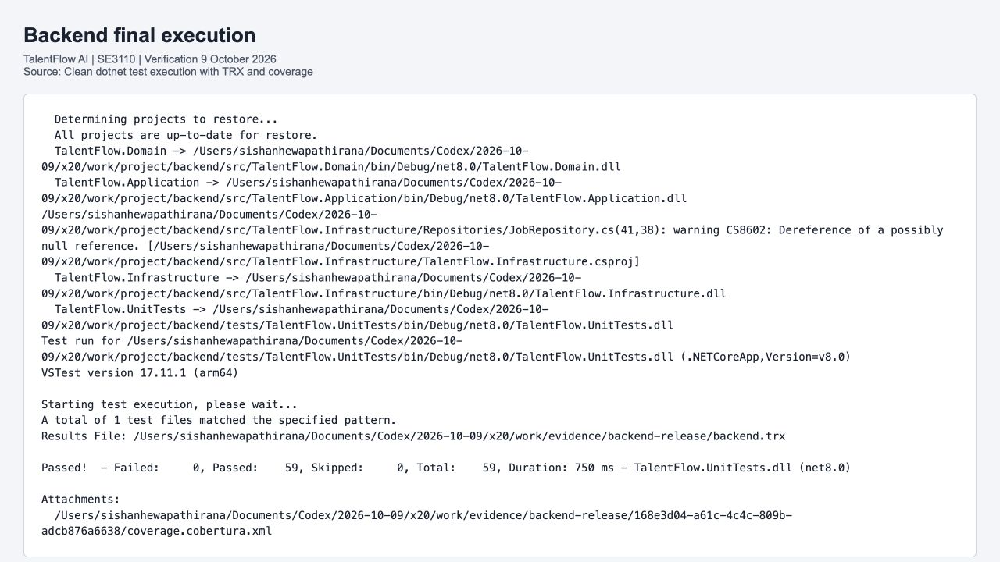 Backend final execution
TalentFlow AI | SE3110 | Verification 9 October 2026
Source: Clean dotnet test execution with TRX and coverage
  Determining projects to restore...
  All projects are up-to-date for restore.
  TalentFlow.Domain -> /Users/sishanhewapathirana/Documents/Codex/2026-10-
09/x20/work/project/backend/src/TalentFlow.Domain/bin/Debug/net8.0/TalentFlow.Domain.dll
  TalentFlow.Application -> /Users/sishanhewapathirana/Documents/Codex/2026-10-
09/x20/work/project/backend/src/TalentFlow.Application/bin/Debug/net8.0/TalentFlow.Application.dll
/Users/sishanhewapathirana/Documents/Codex/2026-10-
09/x20/work/project/backend/src/TalentFlow.Infrastructure/Repositories/JobRepository.cs(41,38): warning CS8602: Dereference of a possibly
null reference. [/Users/sishanhewapathirana/Documents/Codex/2026-10-
09/x20/work/project/backend/src/TalentFlow.Infrastructure/TalentFlow.Infrastructure.csproj]
  TalentFlow.Infrastructure -> /Users/sishanhewapathirana/Documents/Codex/2026-10-
09/x20/work/project/backend/src/TalentFlow.Infrastructure/bin/Debug/net8.0/TalentFlow.Infrastructure.dll
  TalentFlow.UnitTests -> /Users/sishanhewapathirana/Documents/Codex/2026-10-
09/x20/work/project/backend/tests/TalentFlow.UnitTests/bin/Debug/net8.0/TalentFlow.UnitTests.dll
Test run for /Users/sishanhewapathirana/Documents/Codex/2026-10-
09/x20/work/project/backend/tests/TalentFlow.UnitTests/bin/Debug/net8.0/TalentFlow.UnitTests.dll (.NETCoreApp,Version=v8.0)
VSTest version 17.11.1 (arm64)

Starting test execution, please wait...
A total of 1 test files matched the specified pattern.
Results File: /Users/sishanhewapathirana/Documents/Codex/2026-10-09/x20/work/evidence/backend-release/backend.trx

Passed!  - Failed:     0, Passed:    59, Skipped:     0, Total:    59, Duration: 750 ms - TalentFlow.UnitTests.dll (net8.0)

Attachments:
  /Users/sishanhewapathirana/Documents/Codex/2026-10-09/x20/work/evidence/backend-release/168e3d04-a61c-4c4c-809b-
adcb876a6638/coverage.cobertura.xml